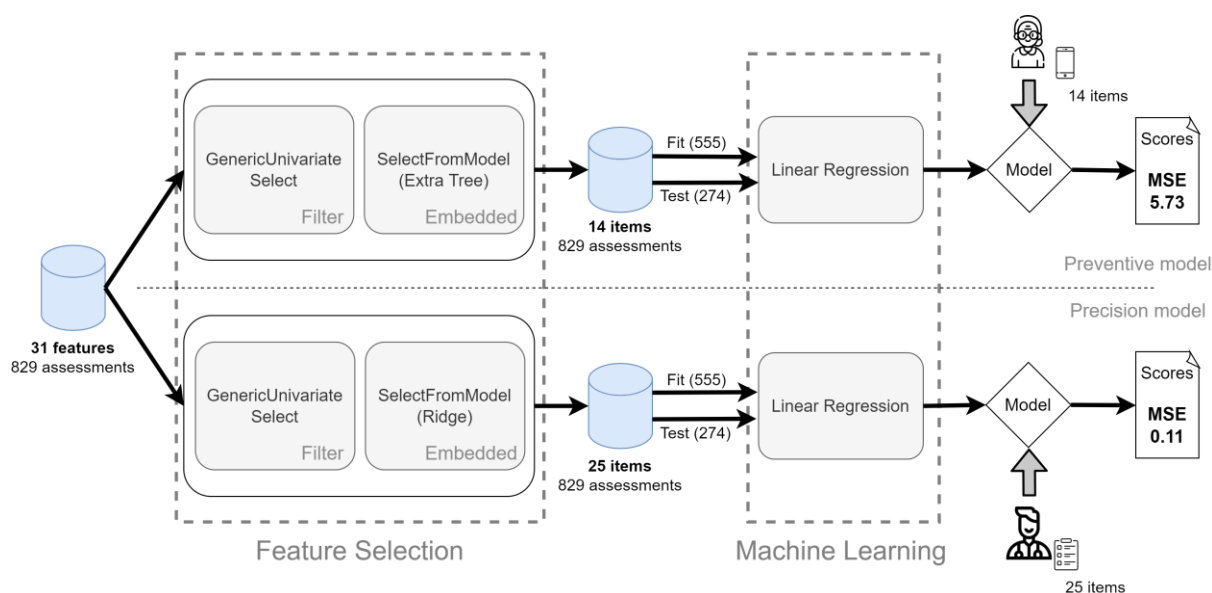 14 items
GenericUnivariate
Select
Filter
SelectFromModel
(Extra Tree)
Embedded
Fit (555)
Test (274)
14 items
829 assessments
Linear Regression
Model
Scores
MSE
5.73
Preventive model
31 features
829 assessments
Precision model
GenericUnivariate
Select
Filter
SelectFromModel
(Ridge)
Embedded
Fit (555)
Test (274)
25 items
829 assessments
Linear Regression
Model
Scores
MSE
0.11
Feature Selection
Machine Learning
25 items